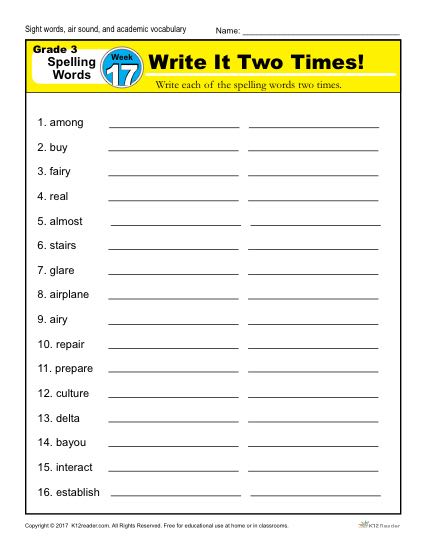 Sight words, air sound, and academic vocabulary Name:
Grade 3
Spelling
Words
Week
17
Write It Two Times!
Write each of the spelling words two times.
1. among
2. buy
3. fairy
4. real
5. almost
6. stairs
7. glare
8. airplane
9. airy
10. repair
11. prepare
12. culture
13. delta
14. bayou
15. interact
16. establish
Copyright © 2017 K12reader.com. All Rights Reserved. Free for educational use at home or in classrooms.
K12Reader